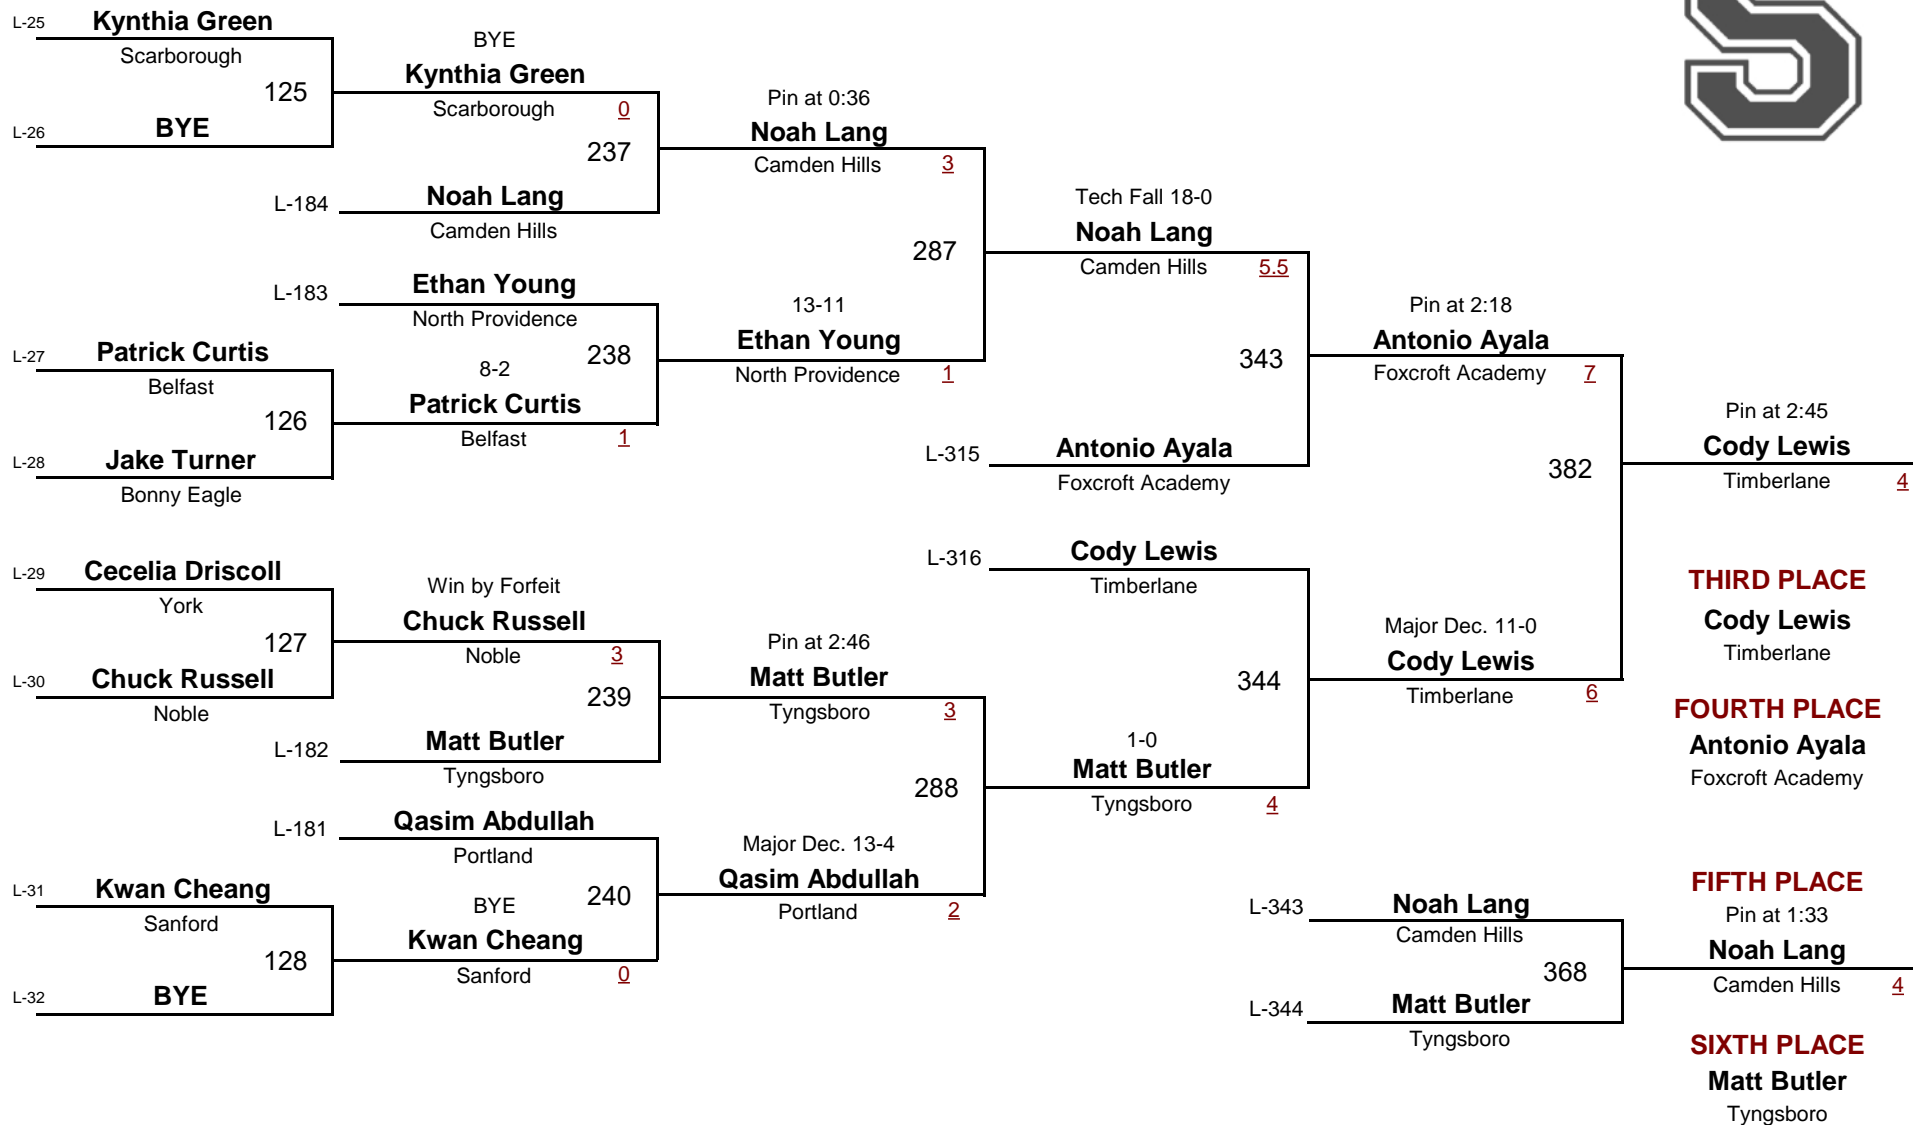 L-25 Kynthia Green
Scarborough
125
L-26 BYE
BYE
Kynthia Green
Scarborough 0
237
L-184 Noah Lang
Camden Hills
Pin at 0:36
Noah Lang
Camden Hills 3
287
L-183 Ethan Young
North Providence
238
L-27 Patrick Curtis
Belfast
126
L-28 Jake Turner
Bonny Eagle
8-2
Patrick Curtis
Belfast 1
13-11
Ethan Young
North Providence 1
Tech Fall 18-0
Noah Lang
Camden Hills 5.5
343
L-315 Antonio Ayala
Foxcroft Academy
Pin at 2:18
Antonio Ayala
Foxcroft Academy 7
382
Pin at 2:45
Cody Lewis
Timberlane 4
L-29 Cecelia Driscoll
York
127
L-30 Chuck Russell
Noble
Win by Forfeit
Chuck Russell
Noble 3
239
L-182 Matt Butler
Tyngsboro
Pin at 2:46
Matt Butler
Tyngsboro 3
288
L-181 Qasim Abdullah
Portland
240
L-31 Kwan Cheang
Sanford
128
L-32 BYE
BYE
Kwan Cheang
Sanford 0
Major Dec. 13-4
Qasim Abdullah
Portland 2
L-316 Cody Lewis
Timberlane
344
1-0
Matt Butler
Tyngsboro 4
Major Dec. 11-0
Cody Lewis
Timberlane 6
THIRD PLACE
Cody Lewis
Timberlane
FOURTH PLACE
Antonio Ayala
Foxcroft Academy
L-343 Noah Lang
Camden Hills
368
L-344 Matt Butler
Tyngsboro
FIFTH PLACE
Pin at 1:33
Noah Lang
Camden Hills 4
SIXTH PLACE
Matt Butler
Tyngsboro
S